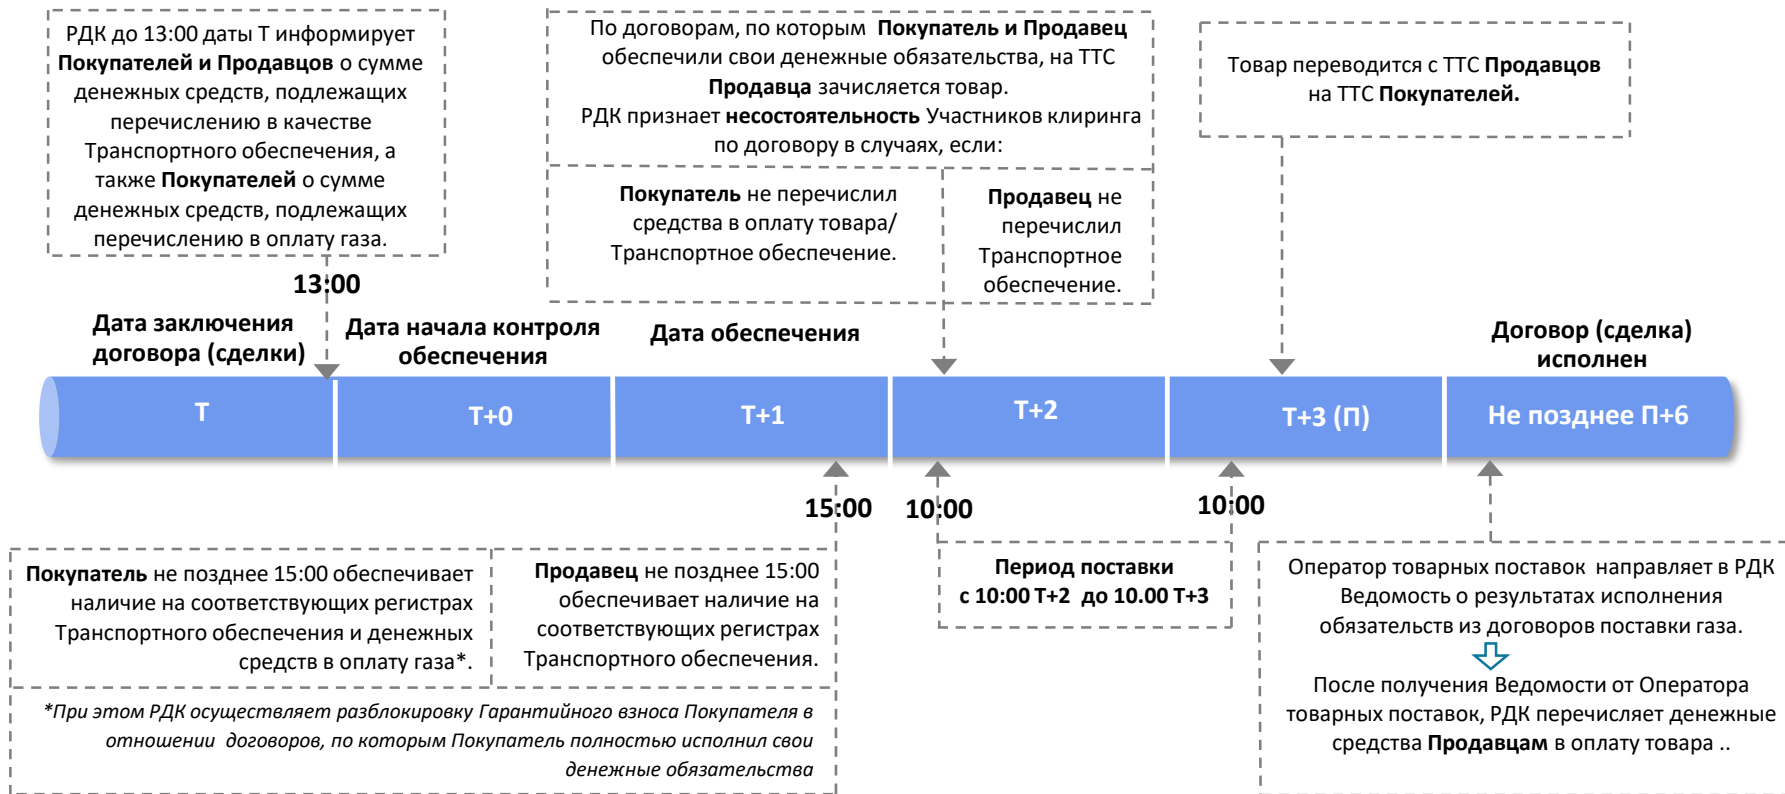 РДК до 13:00 даты Т информирует
Покупателей и Продавцов о сумме
денежных средств, подлежащих
перечислению в качестве
Транспортного обеспечения, а
также Покупателей о сумме
денежных средств, подлежащих
перечислению в оплату газа.
По договорам, по которым Покупатель и Продавец
обеспечили свои денежные обязательства, на ТТС
Продавца зачисляется товар.
РДК признает несостоятельность Участников клиринга
по договору в случаях, если:
Покупатель не перечислил
средства в оплату товара/
Транспортное обеспечение.
Продавец не
перечислил
Транспортное
обеспечение.
Товар переводится с ТТС Продавцов
на ТТС Покупателей.
13:00
Дата заключения
договора (сделки)
Дата начала контроля
обеспечения
Дата обеспечения
Договор (сделка)
исполнен
Т
Т+0
Т+1
Т+2
Т+3 (П)
Не позднее П+6
15:00
10:00
10:00
Покупатель не позднее 15:00 обеспечивает
наличие на соответствующих регистрах
Транспортного обеспечения и денежных
средств в оплату газа*.
Продавец не позднее 15:00
обеспечивает наличие на
соответствующих регистрах
Транспортного обеспечения.
*При этом РДК осуществляет разблокировку Гарантийного взноса Покупателя в
отношении договоров, по которым Покупатель полностью исполнил свои
денежные обязательства
Период поставки
с 10:00 Т+2 до 10.00 Т+3
Оператор товарных поставок направляет в РДК
Ведомость о результатах исполнения
обязательств из договоров поставки газа.
После получения Ведомости от Оператора
товарных поставок, РДК перечисляет денежные
средства Продавцам в оплату товара ..